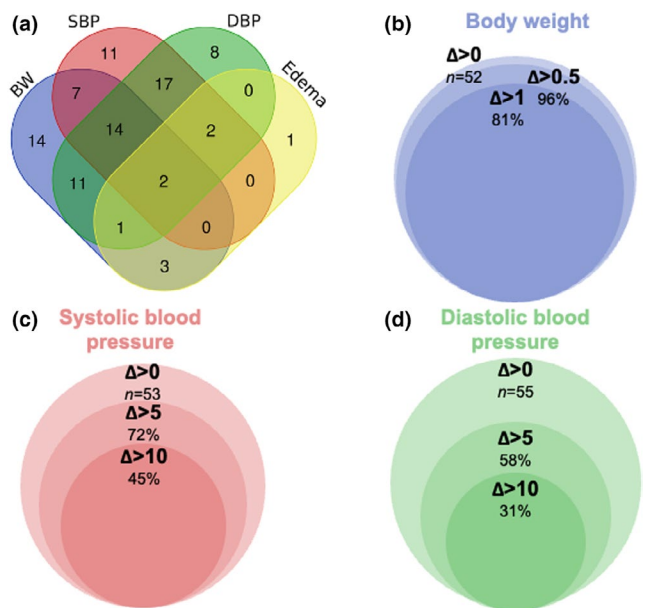 (a)
SBP
DBP
BW
Edema
11
8
7
17
0
14
14
2
1
11
2
0
1
0
3
(b)
Body weight
Δ>0
n=52
Δ>0.5
96%
Δ>1
81%
(c)
Systolic blood
pressure
Δ>0
n=53
Δ>5
72%
Δ>10
45%
(d)
Diastolic blood
pressure
Δ>0
n=55
Δ>5
58%
Δ>10
31%